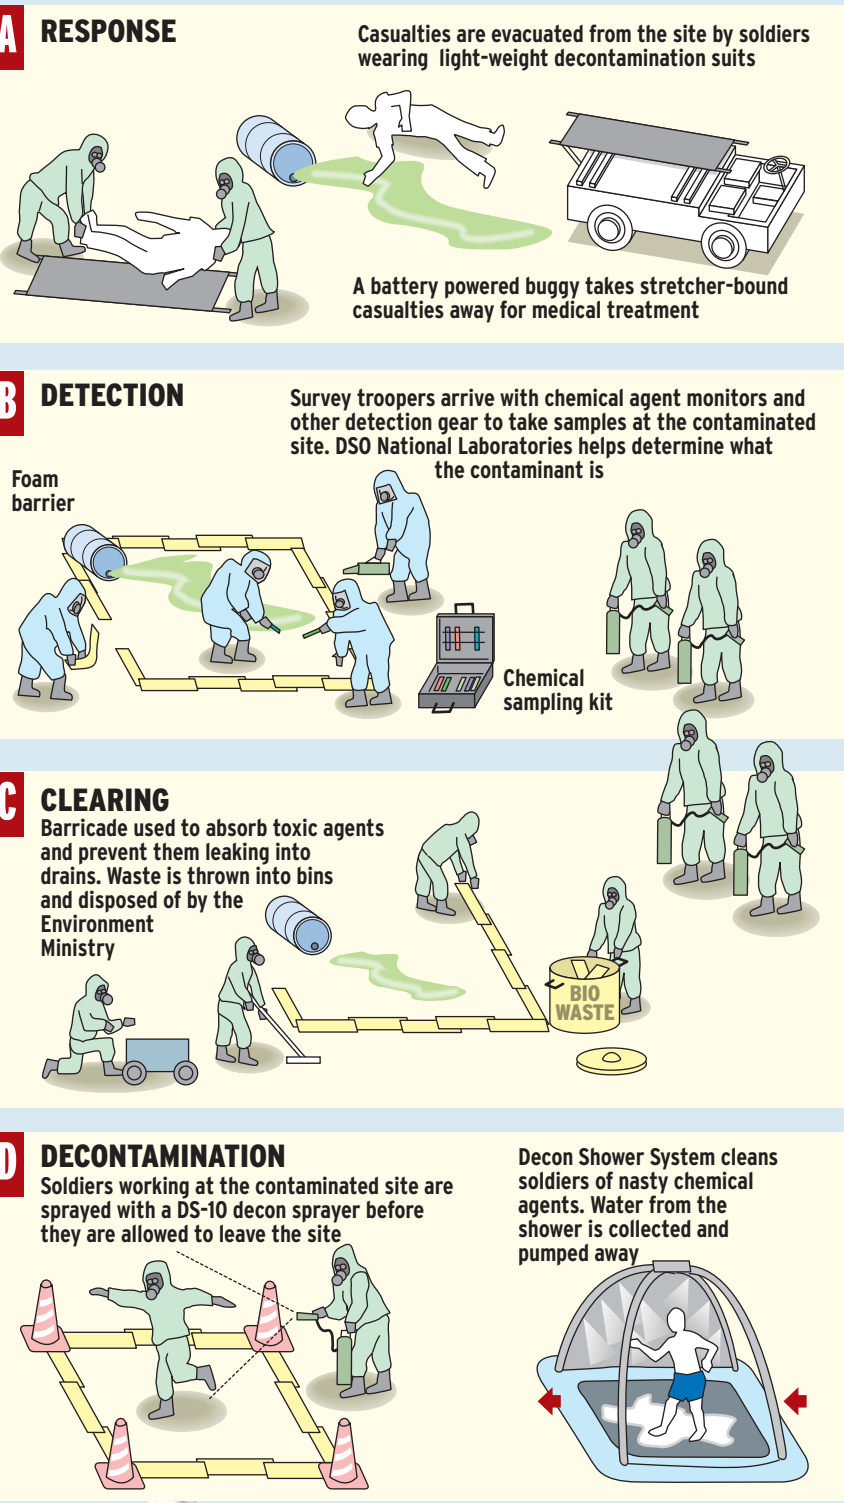 A RESPONSE
Casualties are evacuated from the site by soldiers
wearing light-weight decontamination suits
A battery powered buggy takes stretcher-bound
casualties away for medical treatment
B DETECTION
Survey troopers arrive with chemical agent monitors and
other detection gear to take samples at the contaminated
site. DSO National Laboratories helps determine what
the contaminant is
Foam
barrier
Chemical
sampling kit
C CLEARING
Barricade used to absorb toxic agents
and prevent them leaking into
drains. Waste is thrown into bins
and disposed of by the
Environment
Ministry
BIO
WASTE
D DECONTAMINATION
Soldiers working at the contaminated site are
sprayed with a DS-10 decon sprayer before
they are allowed to leave the site
Decon Shower System cleans
soldiers of nasty chemical
agents. Water from the
shower is collected and
pumped away